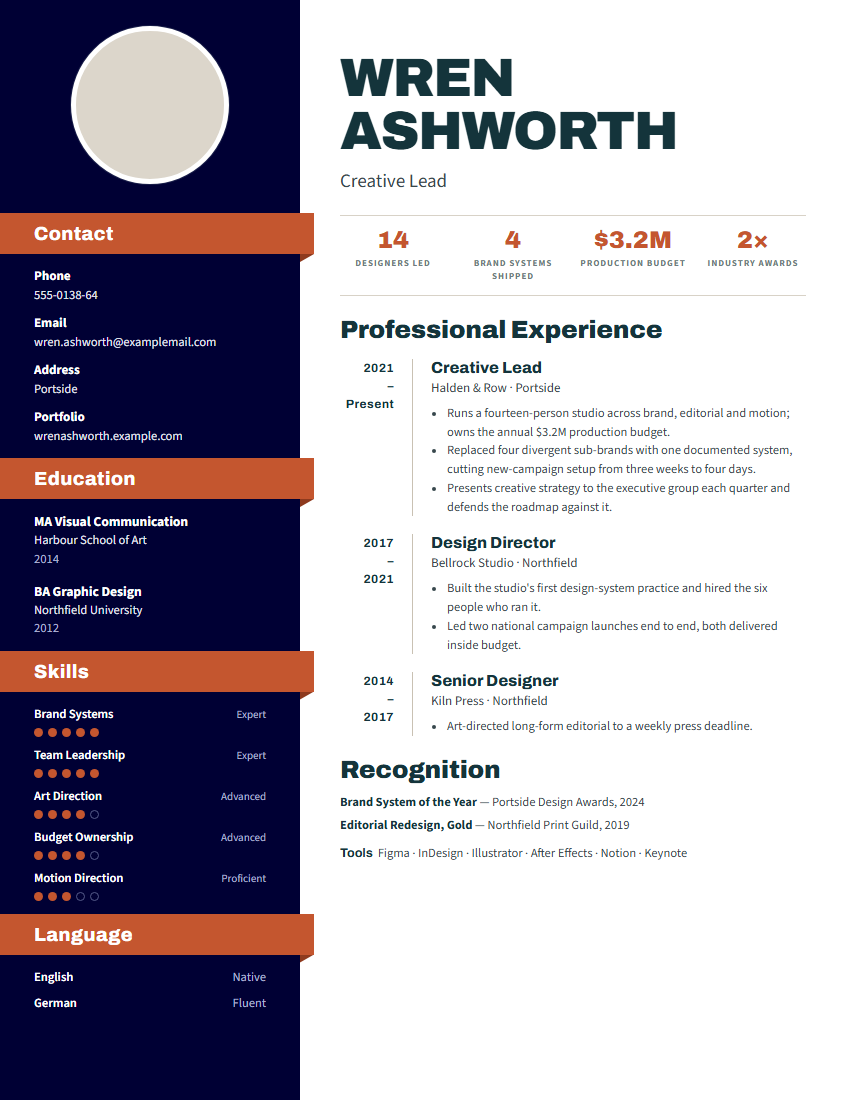 Contact
Phone
555-0138-64
Email
wren.ashworth@examplemail.com
Address
Portside
Portfolio
wrenashworth.example.com
Education
MA Visual Communication
Harbour School of Art
2014
BA Graphic Design
Northfield University
2012
Skills
Brand Systems Expert
Team Leadership Expert
Art Direction Advanced
Budget Ownership Advanced
Motion Direction Proficient
Language
English Native
German Fluent
WREN
ASHWORTH
Creative Lead
14
DESIGNERS LED
4
BRAND SYSTEMS
SHIPPED
$3.2M
PRODUCTION BUDGET
2×
INDUSTRY AWARDS
Professional Experience
2021
–
Present
Creative Lead
Halden & Row · Portside
• Runs a fourteen-person studio across brand, editorial and motion;
owns the annual $3.2M production budget.
• Replaced four divergent sub-brands with one documented system,
cutting new-campaign setup from three weeks to four days.
• Presents creative strategy to the executive group each quarter and
defends the roadmap against it.
2017
–
2021
Design Director
Bellrock Studio · Northfield
• Built the studio's first design-system practice and hired the six
people who ran it.
• Led two national campaign launches end to end, both delivered
inside budget.
2014
–
2017
Senior Designer
Kiln Press · Northfield
• Art-directed long-form editorial to a weekly press deadline.
Recognition
Brand System of the Year — Portside Design Awards, 2024
Editorial Redesign, Gold — Northfield Print Guild, 2019
Tools Figma · InDesign · Illustrator · After Effects · Notion · Keynote